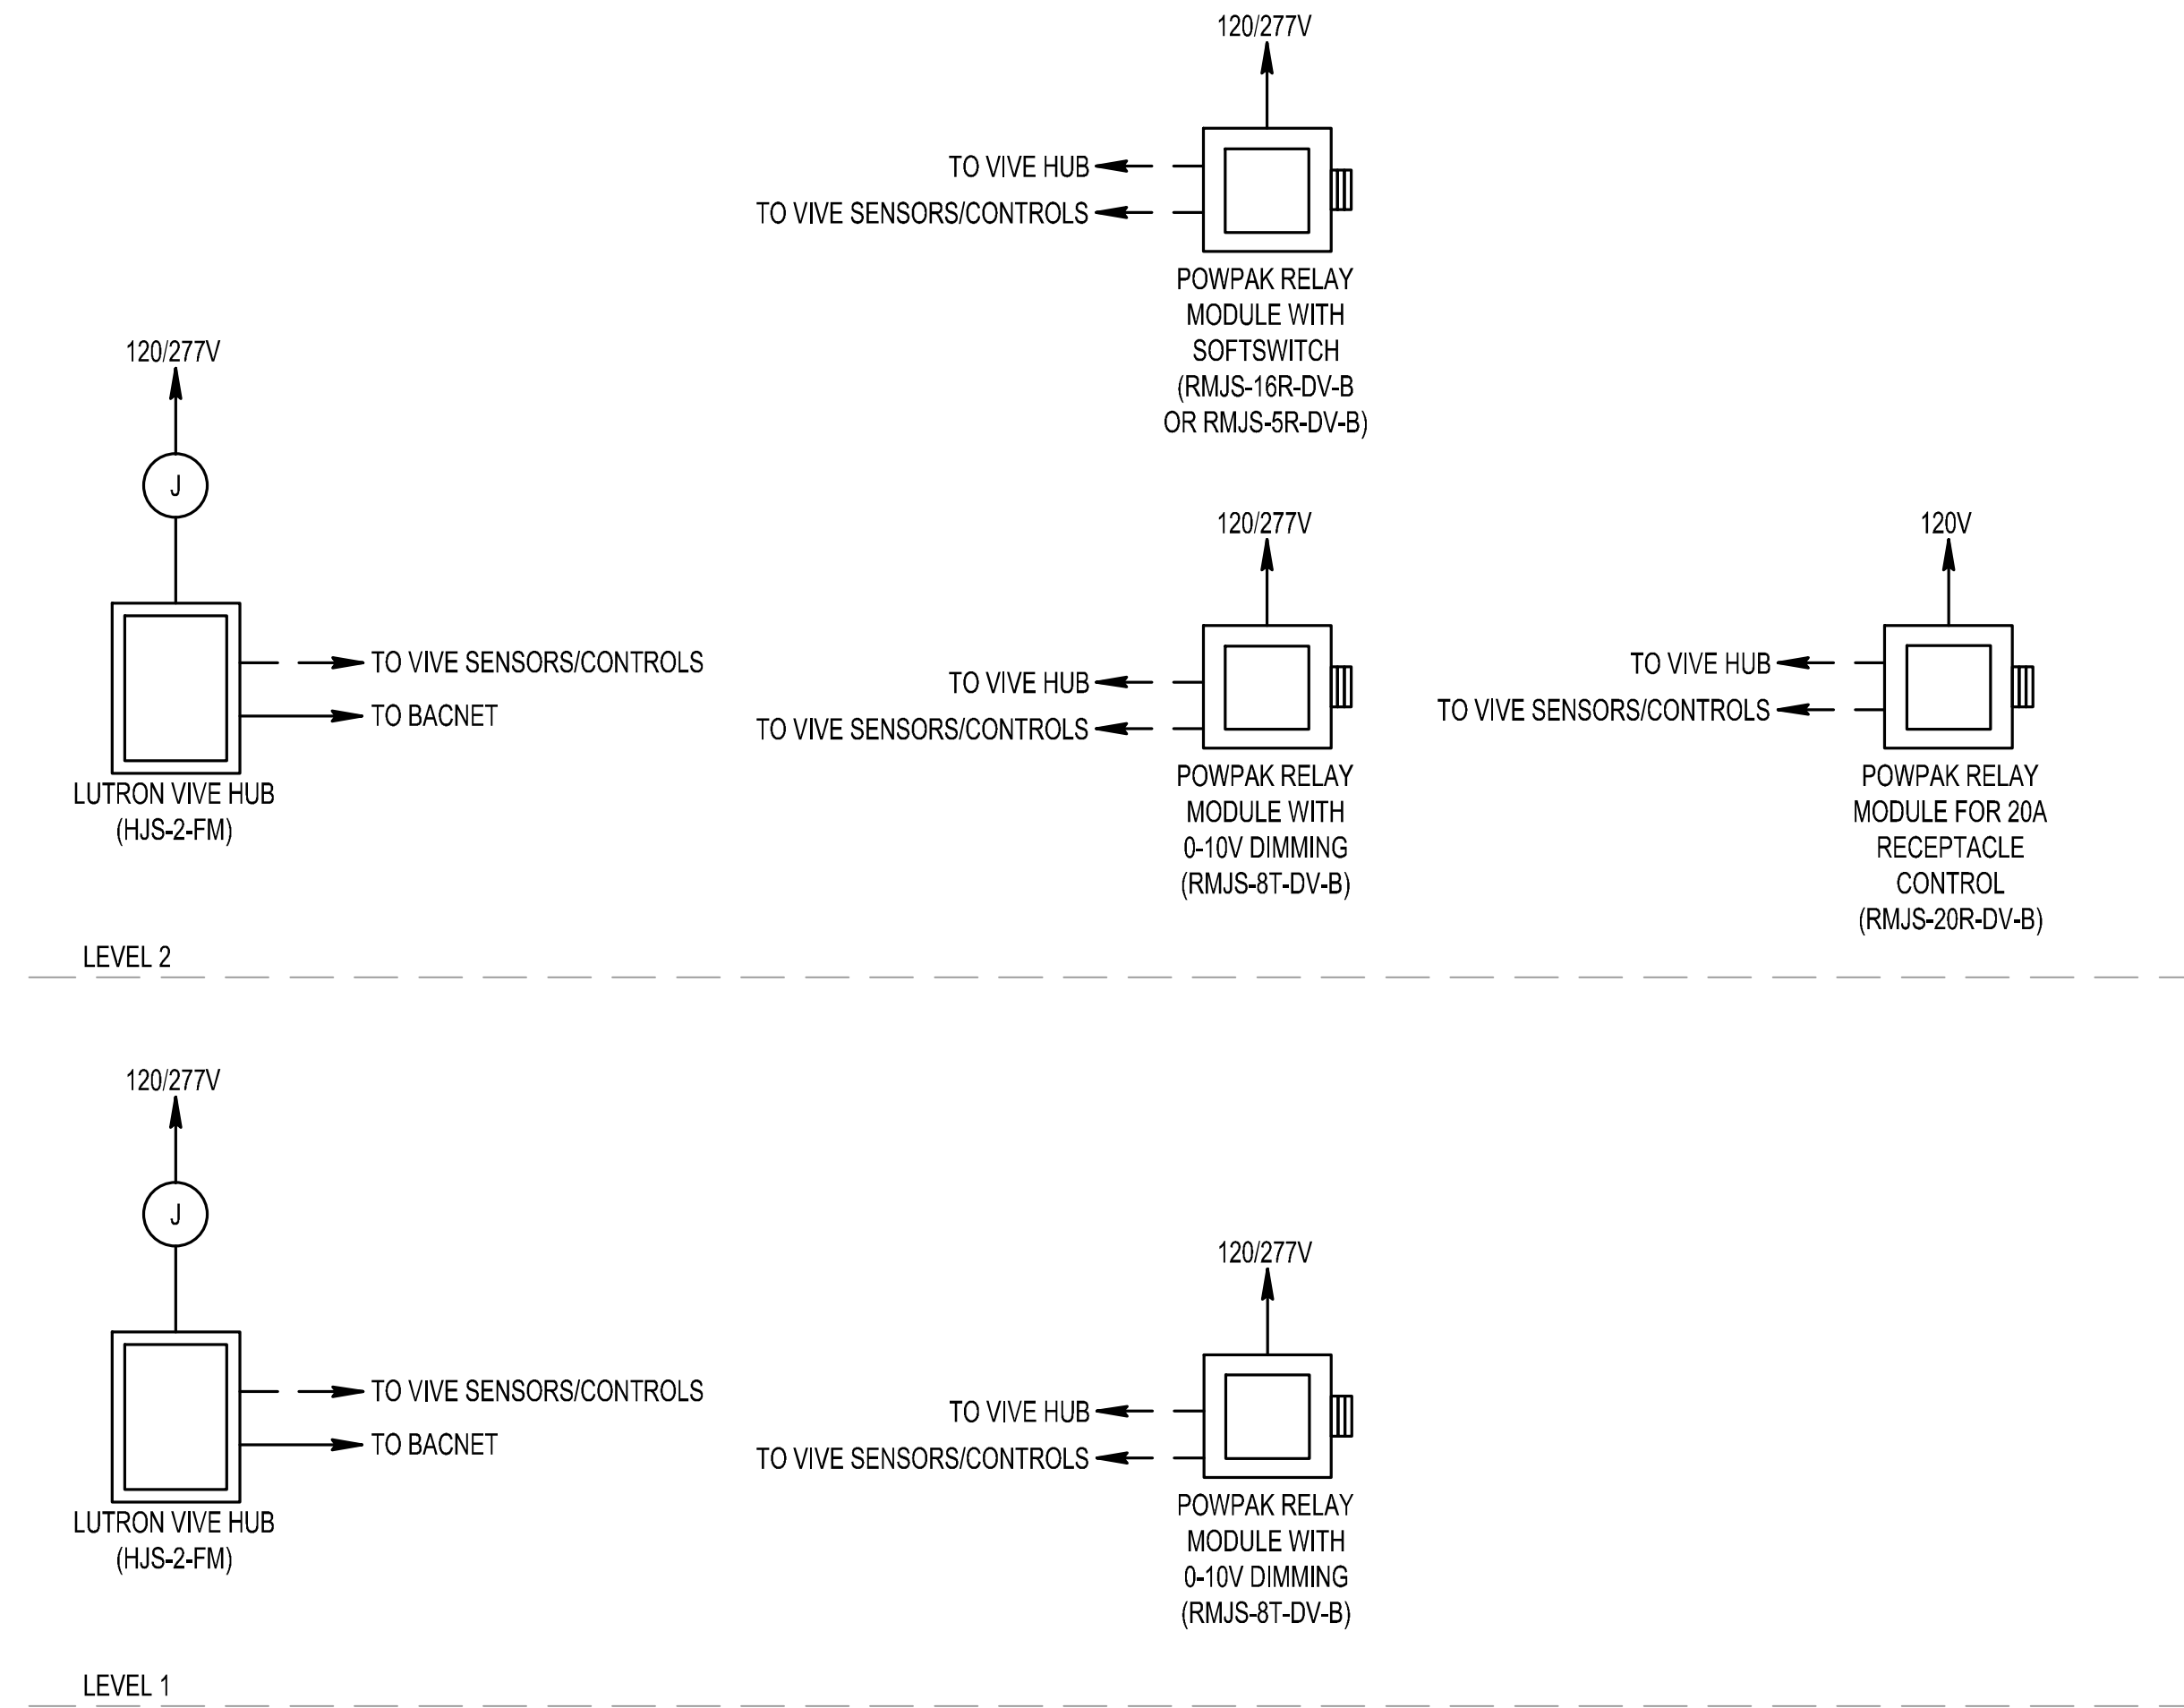 120/277V
TO VIVE HUB
TO VIVE SENSORS/CONTROLS
POWPAK RELAY
MODULE WITH
SOFTSWITCH
(RMJS-16R-DV-B
OR RMJS-5R-DV-B)
120/277V
J
TO VIVE SENSORS/CONTROLS
TO BACNET
LUTRON VIVE HUB
(HJS-2-FM)
120/277V
TO VIVE HUB
TO VIVE SENSORS/CONTROLS
POWPAK RELAY
MODULE WITH
0-10V DIMMING
(RMJS-8T-DV-B)
120V
TO VIVE HUB
TO VIVE SENSORS/CONTROLS
POWPAK RELAY
MODULE FOR 20A
RECEPTACLE
CONTROL
(RMJS-20R-DV-B)
LEVEL 2
120/277V
J
TO VIVE SENSORS/CONTROLS
TO BACNET
LUTRON VIVE HUB
(HJS-2-FM)
120/277V
TO VIVE HUB
TO VIVE SENSORS/CONTROLS
POWPAK RELAY
MODULE WITH
0-10V DIMMING
(RMJS-8T-DV-B)
LEVEL 1